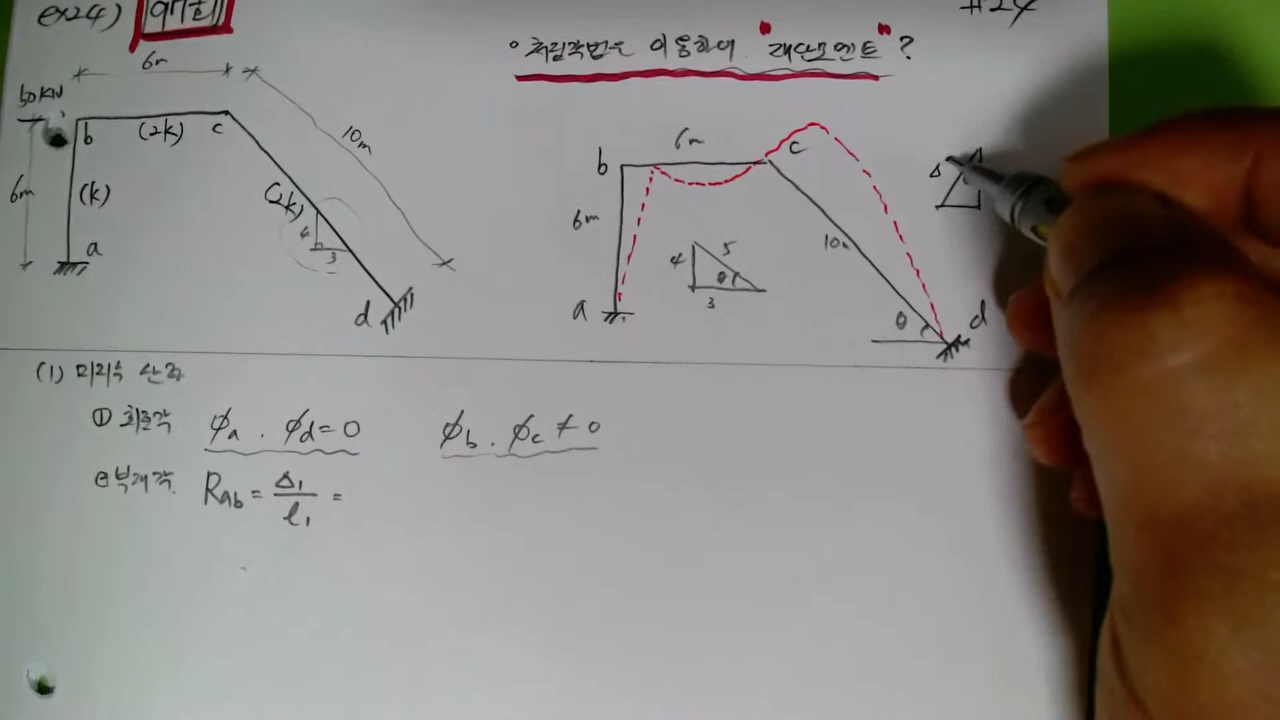 ex24) 97회
#24
○ 처짐각법을 이용하여 "재단모멘트"?
6m
50KN
b (2k) c
10m
6m
(k)
(2k)
4
3
a
d
b 6m c
6m
4 5
θ
3
10m
a
θ
d
Δ
(1) 미지수 산정
① 회전각 ϕa . ϕd = 0 ϕb . ϕc ≠ 0
② 부재각. Rab = Δ1/l1 =